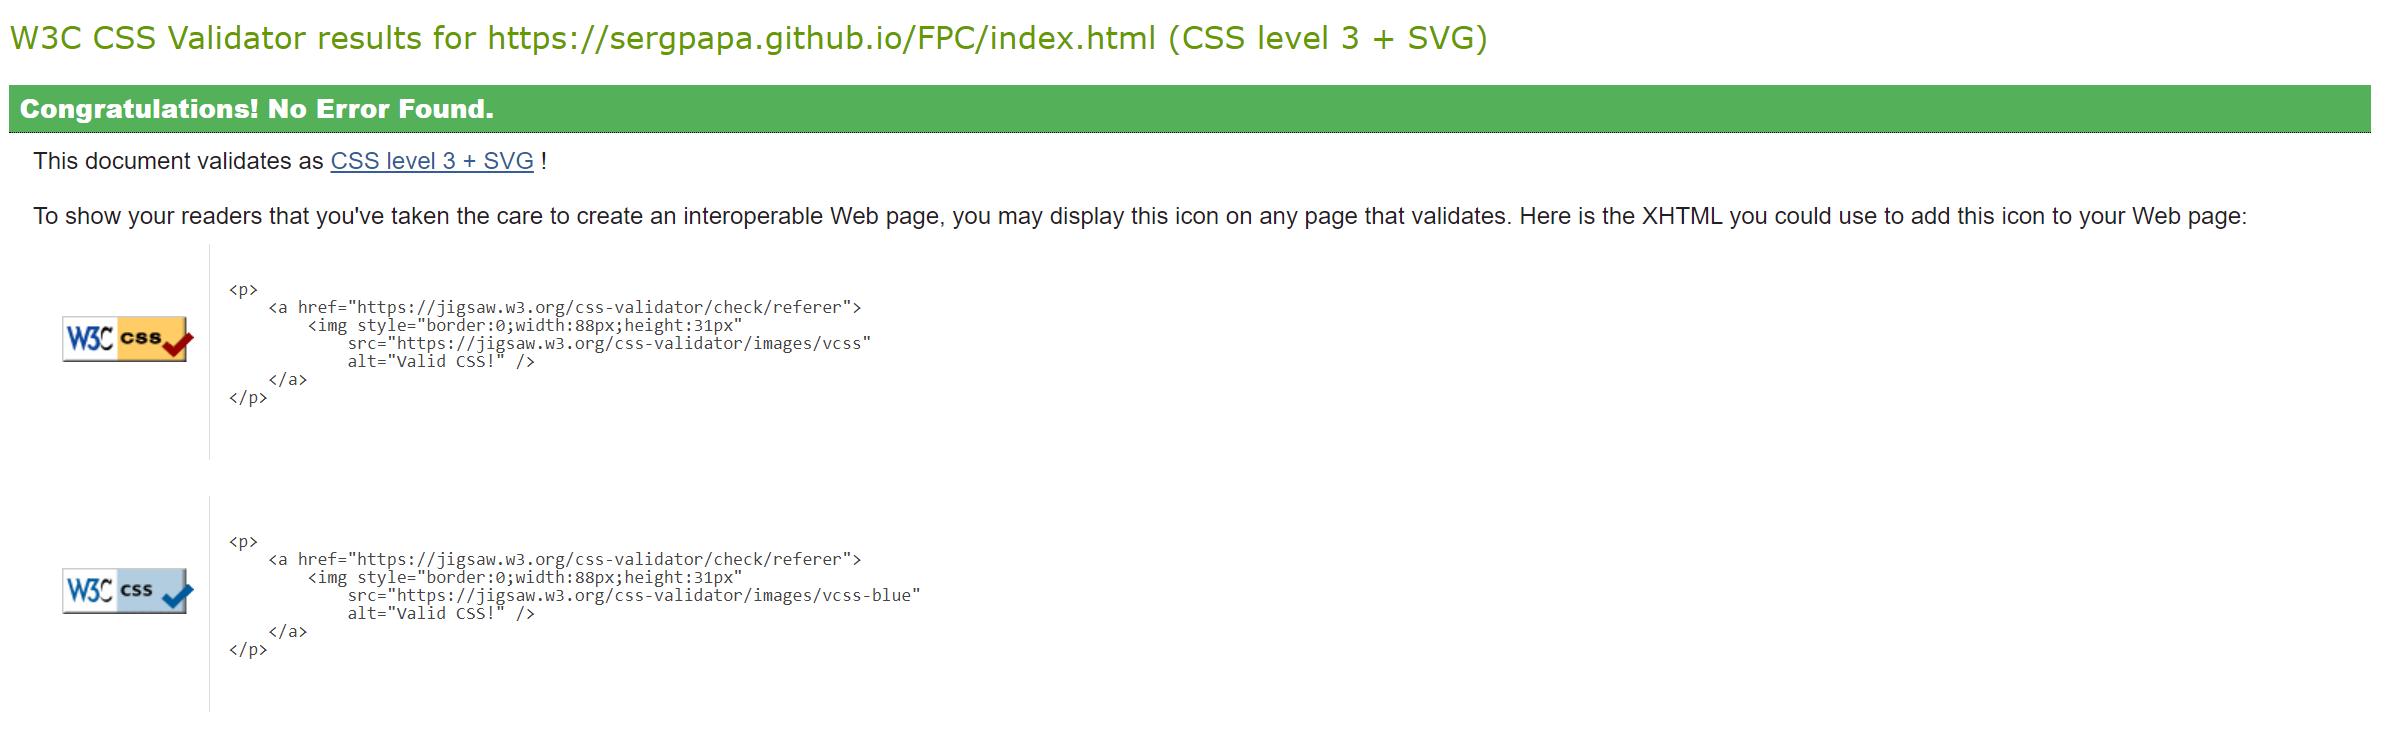 W3C CSS Validator results for https://sergpapa.github.io/FPC/index.html (CSS level 3 + SVG)
Congratulations! No Error Found.
This document validates as CSS level 3 + SVG !
To show your readers that you've taken the care to create an interoperable Web page, you may display this icon on any page that validates. Here is the XHTML you could use to add this icon to your Web page:
W3C css
<p>
    <a href="https://jigsaw.w3.org/css-validator/check/referer">
        <img style="border:0;width:88px;height:31px"
            src="https://jigsaw.w3.org/css-validator/images/vcss"
            alt="Valid CSS!" />
    </a>
</p>
W3C css
<p>
    <a href="https://jigsaw.w3.org/css-validator/check/referer">
        <img style="border:0;width:88px;height:31px"
            src="https://jigsaw.w3.org/css-validator/images/vcss-blue"
            alt="Valid CSS!" />
    </a>
</p>